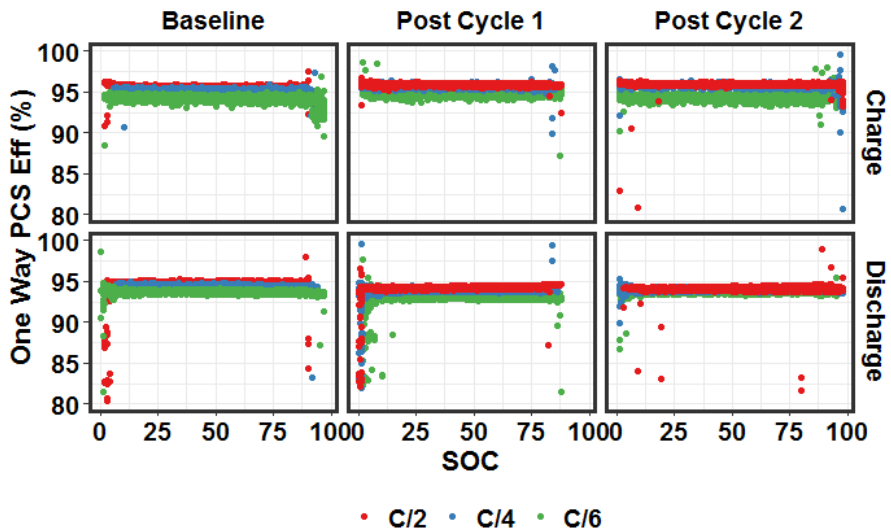 Baseline Post Cycle 1 Post Cycle 2
One Way PCS Eff (%)
100
95
90
85
80
Charge
100
95
90
85
80
Discharge
0 25 50 75 100 0 25 50 75 100 0 25 50 75 100
SOC
C/2 C/4 C/6